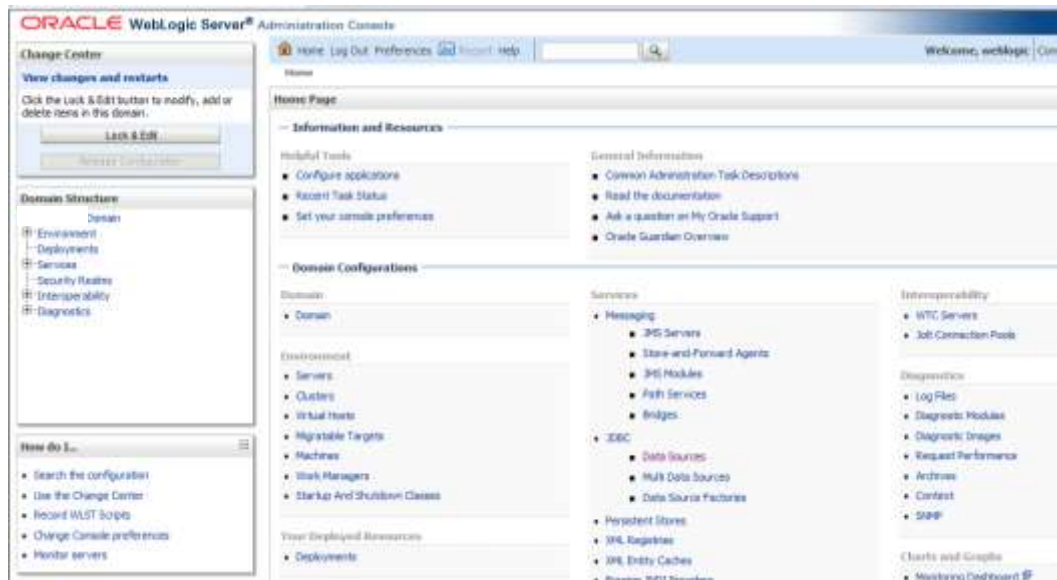 ORACLE WebLogic Server® Administration Console
Change Center
View changes and restarts
Click the Lock & Edit button to modify, add or
delete items in this domain.
Lock & Edit
Release Configuration
Domain Structure
Domain
Environment
Deployments
Services
Security Realms
Interoperability
Diagnostics
How do I...
Search the configuration
Use the Change Center
Record WLST Scripts
Change Console preferences
Monitor servers
Home Log Out Preferences Record Help
Welcome, weblogic
Home
Home Page
Information and Resources
Helpful Tools
Configure applications
Recent Task Status
Set your console preferences
General Information
Common Administration Task Descriptions
Read the documentation
Ask a question on My Oracle Support
Oracle Guardian Overview
Domain Configurations
Domain
Domain
Environment
Servers
Clusters
Virtual Hosts
Migratable Targets
Machines
Work Managers
Startup And Shutdown Classes
Your Deployed Resources
Deployments
Services
Messaging
JMS Servers
Store-and-Forward Agents
JMS Modules
Path Services
Bridges
JDBC
Data Sources
Multi Data Sources
Data Source Factories
Persistent Stores
XML Registries
XML Entity Caches
Interoperability
WTC Servers
Jolt Connection Pools
Diagnostics
Log Files
Diagnostic Modules
Diagnostic Images
Request Performance
Archives
Context
SNMP
Charts and Graphs
Monitoring Dashboard